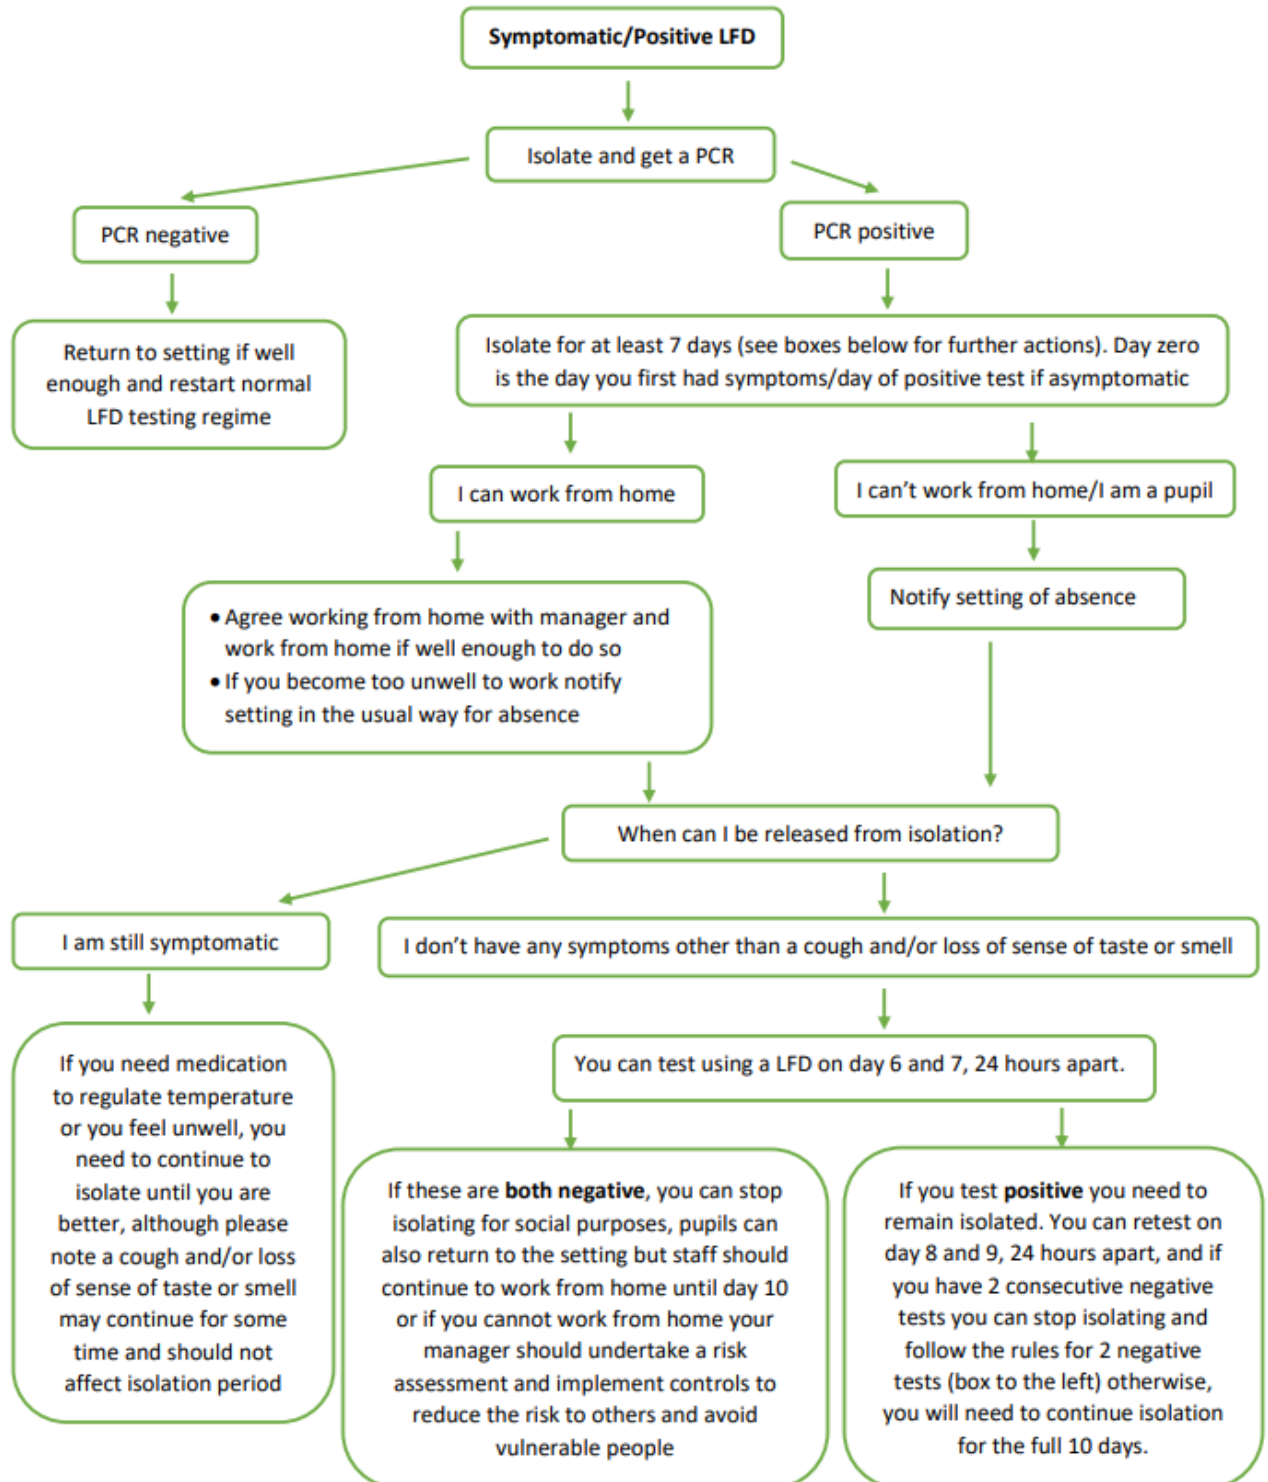 Symptomatic/Positive LFD
Isolate and get a PCR
PCR negative
PCR positive
Return to setting if well
enough and restart normal
LFD testing regime
Isolate for at least 7 days (see boxes below for further actions). Day zero
is the day you first had symptoms/day of positive test if asymptomatic
I can work from home
I can’t work from home/I am a pupil
• Agree working from home with manager and
work from home if well enough to do so
• If you become too unwell to work notify
setting in the usual way for absence
Notify setting of absence
When can I be released from isolation?
I am still symptomatic
I don’t have any symptoms other than a cough and/or loss of sense of taste or smell
If you need medication
to regulate temperature
or you feel unwell, you
need to continue to
isolate until you are
better, although please
note a cough and/or loss
of sense of taste or smell
may continue for some
time and should not
affect isolation period
You can test using a LFD on day 6 and 7, 24 hours apart.
If these are both negative, you can stop
isolating for social purposes, pupils can
also return to the setting but staff should
continue to work from home until day 10
or if you cannot work from home your
manager should undertake a risk
assessment and implement controls to
reduce the risk to others and avoid
vulnerable people
If you test positive you need to
remain isolated. You can retest on
day 8 and 9, 24 hours apart, and if
you have 2 consecutive negative
tests you can stop isolating and
follow the rules for 2 negative
tests (box to the left) otherwise,
you will need to continue isolation
for the full 10 days.